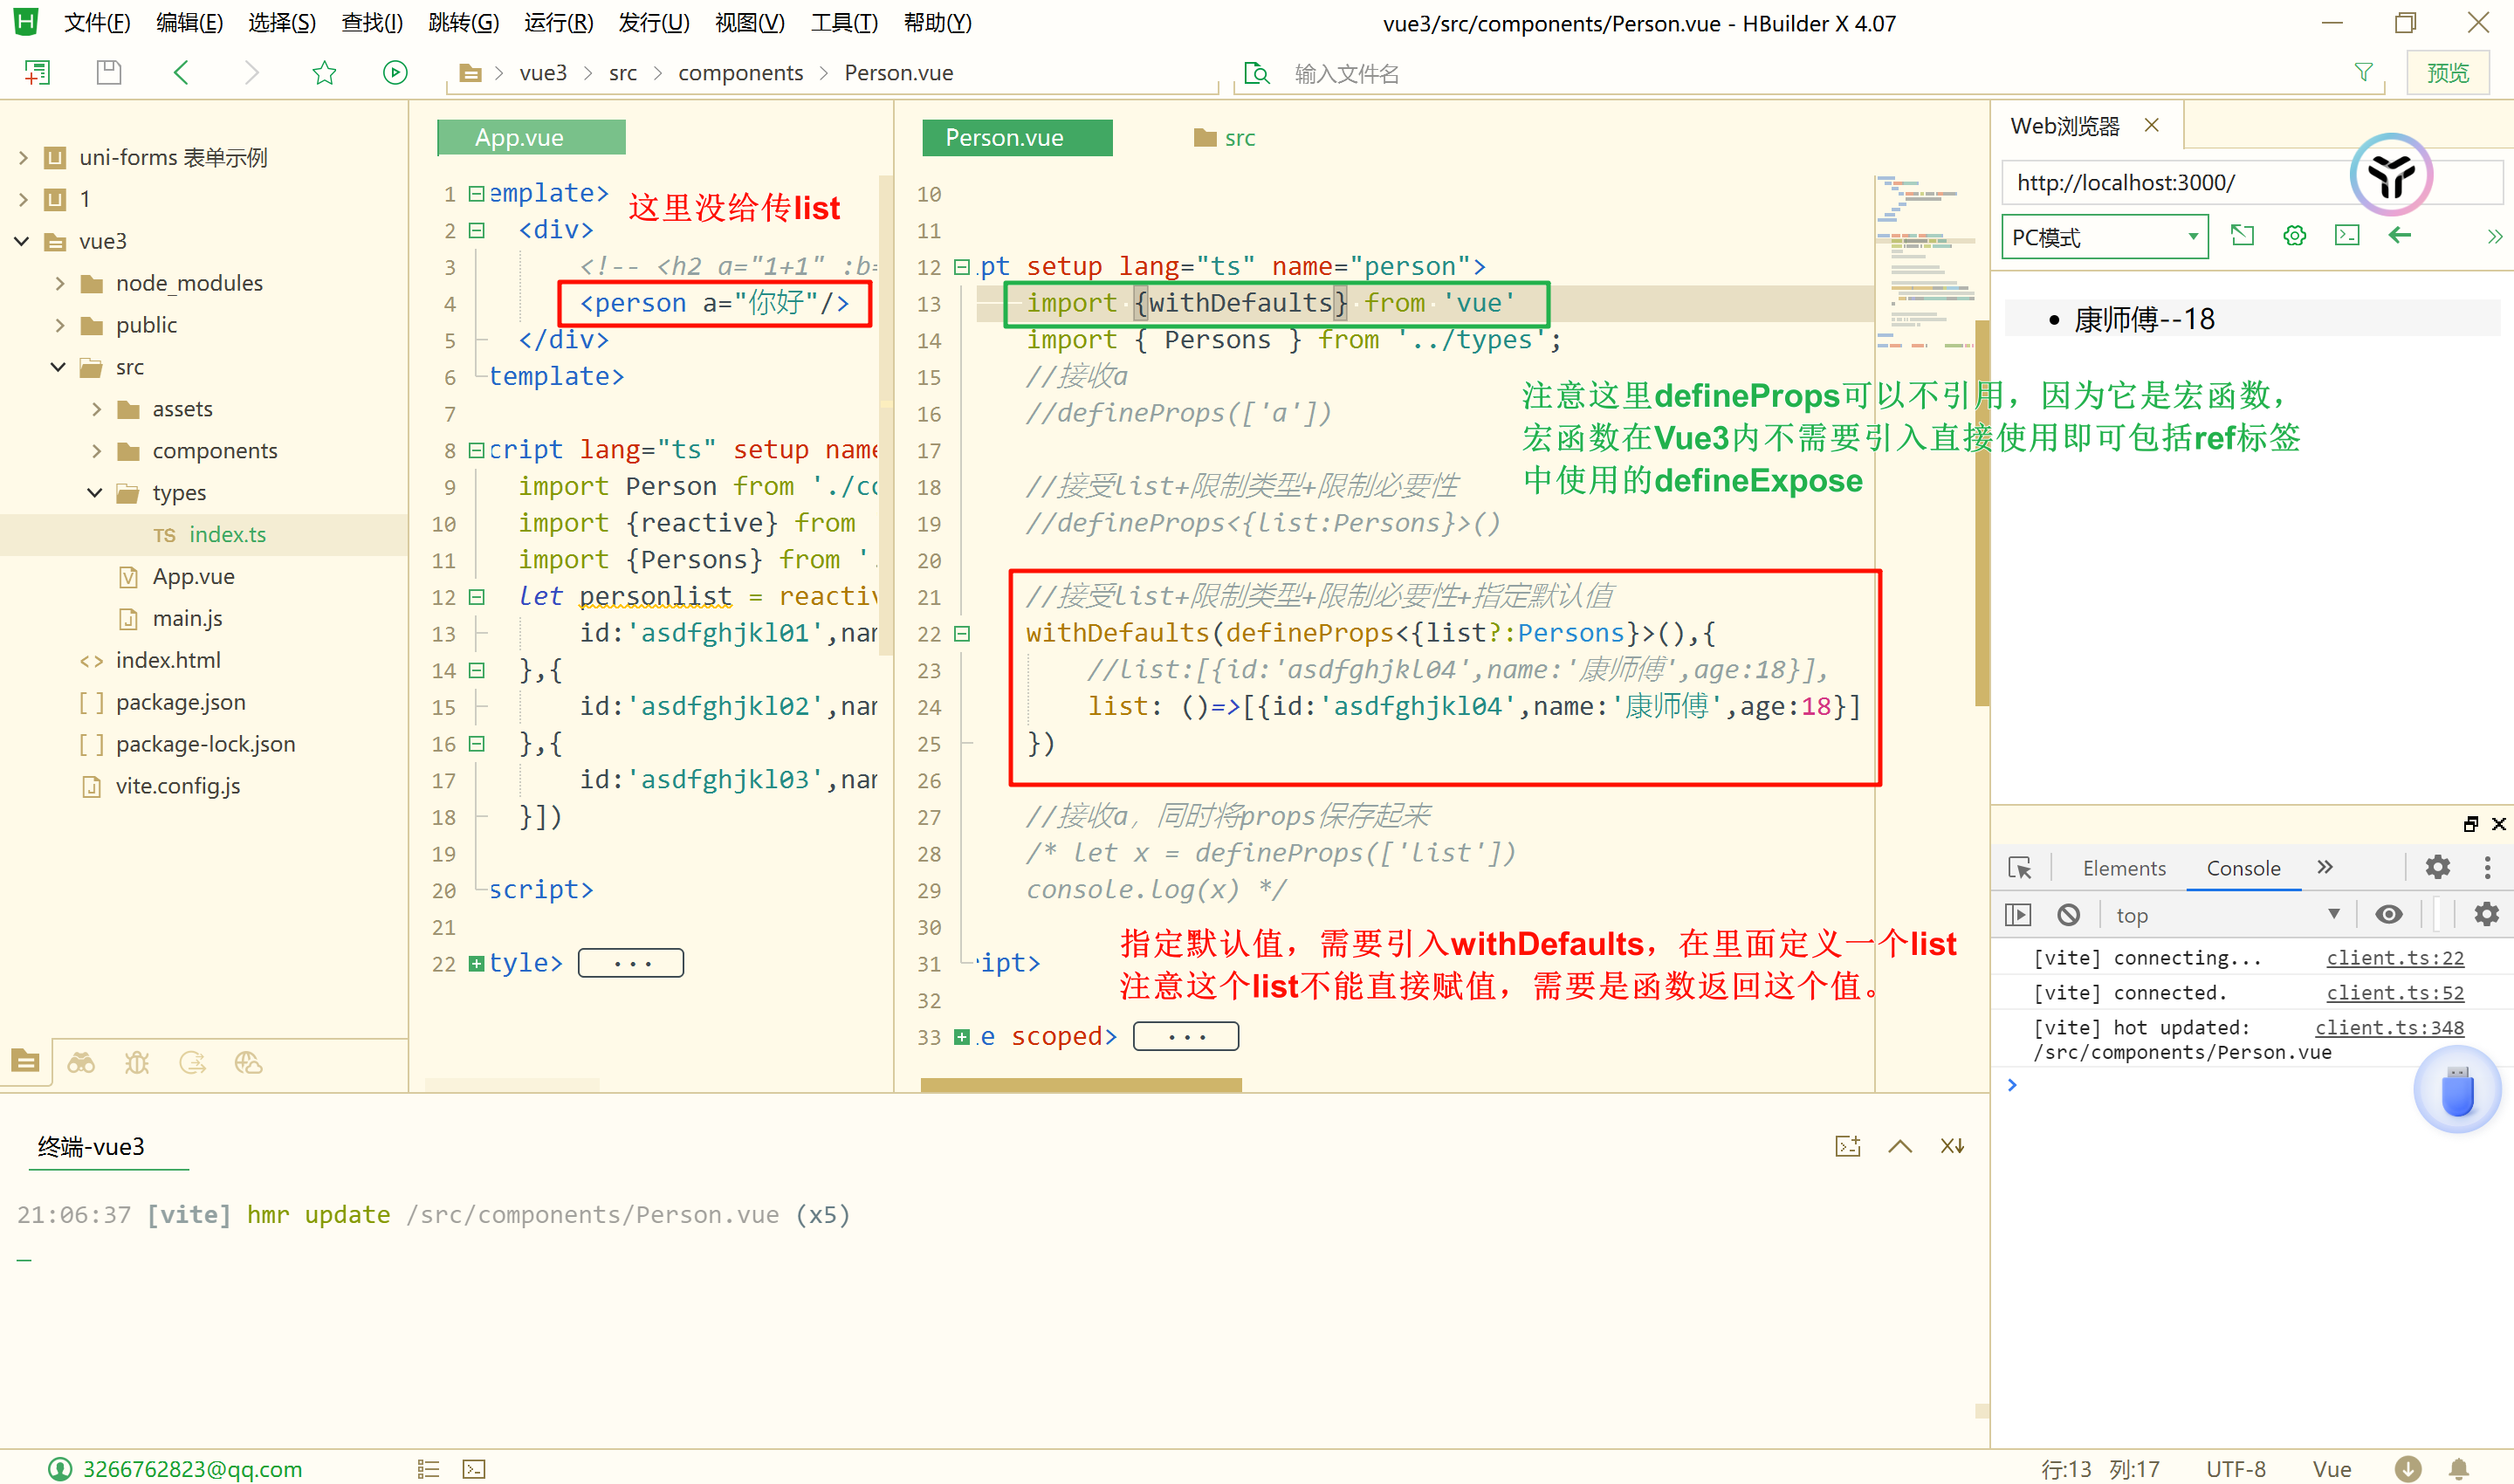 文件(F) 编辑(E) 选择(S) 查找(I) 跳转(G) 运行(R) 发行(U) 视图(V) 工具(T) 帮助(Y)
vue3/src/components/Person.vue - HBuilder X 4.07
vue3 src components Person.vue
输入文件名
预览
uni-forms 表单示例
1
vue3
node_modules
public
src
assets
components
types
TS index.ts
App.vue
main.js
index.html
package.json
package-lock.json
vite.config.js
App.vue
1 emplate>
这里没给传list
2 <div>
3 <!-- <h2 a="1+1" :b=
4 <person a="你好"/>
5 </div>
6 template>
7
8 cript lang="ts" setup name
9 import Person from './co
10 import {reactive} from
11 import {Persons} from '.
12 let personlist = reactiv
13 id:'asdfghjkl01',nam
14 },{
15 id:'asdfghjkl02',nam
16 },{
17 id:'asdfghjkl03',nam
18 }])
19
20 script>
21
22 tyle> ...
Person.vue
src
10
11
12 pt setup lang="ts" name="person">
13 import {withDefaults} from 'vue'
14 import { Persons } from '../types';
15 //接收a
16 //defineProps(['a'])
17
18 //接受list+限制类型+限制必要性
19 //defineProps<{list:Persons}>()
20
21 //接受list+限制类型+限制必要性+指定默认值
22 withDefaults(defineProps<{list?:Persons}>(),{
23 //list:[{id:'asdfghjkl04',name:'康师傅',age:18}],
24 list: ()=>[{id:'asdfghjkl04',name:'康师傅',age:18}]
25 })
26
27 //接收a，同时将props保存起来
28 /* let x = defineProps(['list'])
29 console.log(x) */
30
31 ipt>
32
33 e scoped> ...
注意这里defineProps可以不引用，因为它是宏函数，
宏函数在Vue3内不需要引入直接使用即可包括ref标签
中使用的defineExpose
指定默认值，需要引入withDefaults，在里面定义一个list
注意这个list不能直接赋值，需要是函数返回这个值。
Web浏览器
http://localhost:3000/
PC模式
康师傅--18
Elements Console
top
[vite] connecting... client.ts:22
[vite] connected. client.ts:52
[vite] hot updated: client.ts:348
/src/components/Person.vue
终端-vue3
21:06:37 [vite] hmr update /src/components/Person.vue (x5)
3266762823@qq.com
行:13 列:17 UTF-8 Vue